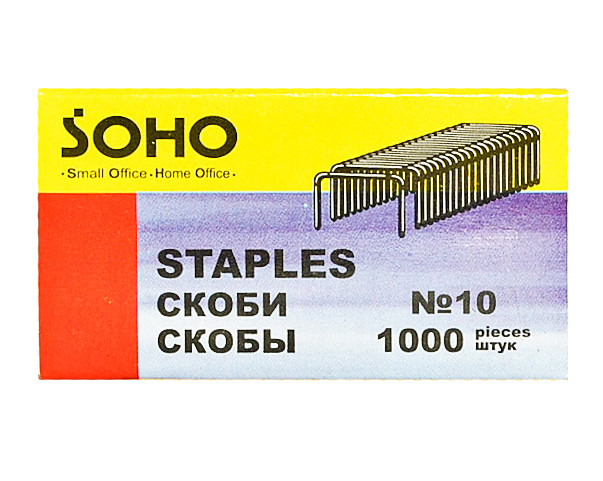 SOHO
· Small Office · Home Office ·
STAPLES
СКОБИ №10
СКОБЫ 1000 pieces
штук